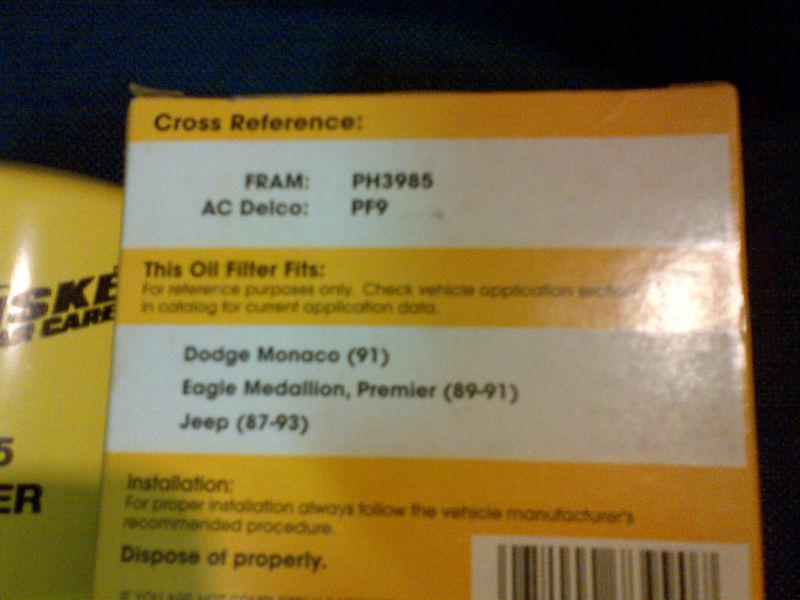 Cross Reference:
FRAM: PH3985
AC Delco: PF9
This Oil Filter Fits:
For reference purposes only. Check vehicle application section
in catalog for current application data.
Dodge Monaco (91)
Eagle Medallion, Premier (89-91)
Jeep (87-93)
Installation:
For proper installation always follow the vehicle manufacturer's
recommended procedure.
Dispose of properly.
SKE
CARE
5
ER